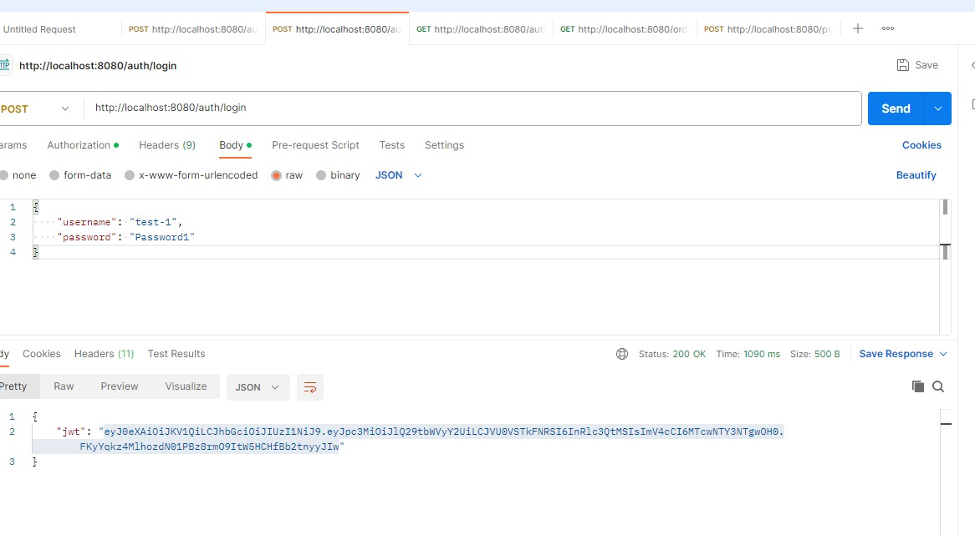 Untitled Request POST http://localhost:8080/au POST http://localhost:8080/au GET http://localhost:8080/aut GET http://localhost:8080/ord POST http://localhost:8080/pr
http://localhost:8080/auth/login Save
POST http://localhost:8080/auth/login Send
arams Authorization Headers (9) Body Pre-request Script Tests Settings Cookies
none form-data x-www-form-urlencoded raw binary JSON Beautify
1 {
2 "username": "test-1",
3 "password": "Password1"
4 }
dy Cookies Headers (11) Test Results Status: 200 OK Time: 1090 ms Size: 500 B Save Response
Pretty Raw Preview Visualize JSON
1 {
2 "jwt": "eyJ0eXAiOiJKV1QiLCJhbGciOiJIUzI1NiJ9.eyJpc3MiOiJlQ29tbWVyY2UiLCJVU0VSTkFNRSI6InRlc3QtMSIsImV4cCI6MTcwNTY3NTgwOH0.
FKyYqkz4MlhozdN01PBz8rmO9ItW5HCHfBb2tnyyJIw"
3 }